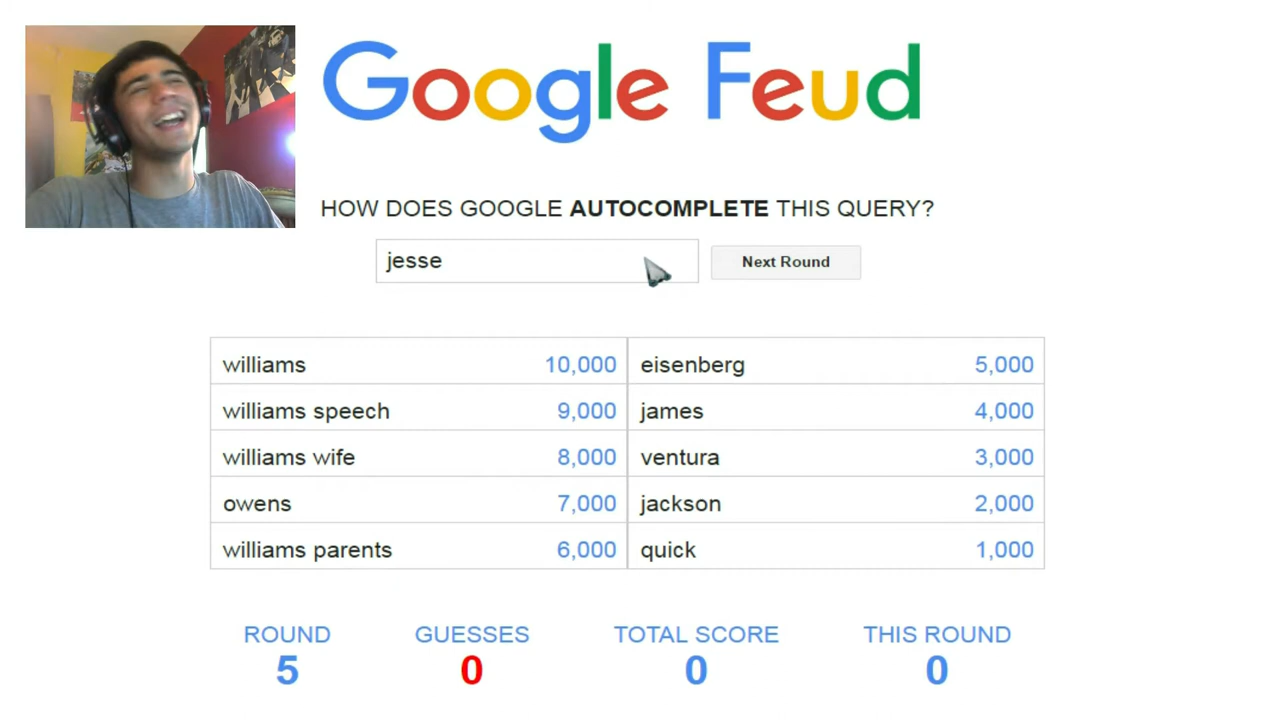 Google Feud
HOW DOES GOOGLE AUTOCOMPLETE THIS QUERY?
jesse
Next Round
williams 10,000 eisenberg 5,000
williams speech 9,000 james 4,000
williams wife 8,000 ventura 3,000
owens 7,000 jackson 2,000
williams parents 6,000 quick 1,000
ROUND GUESSES TOTAL SCORE THIS ROUND
5 0 0 0